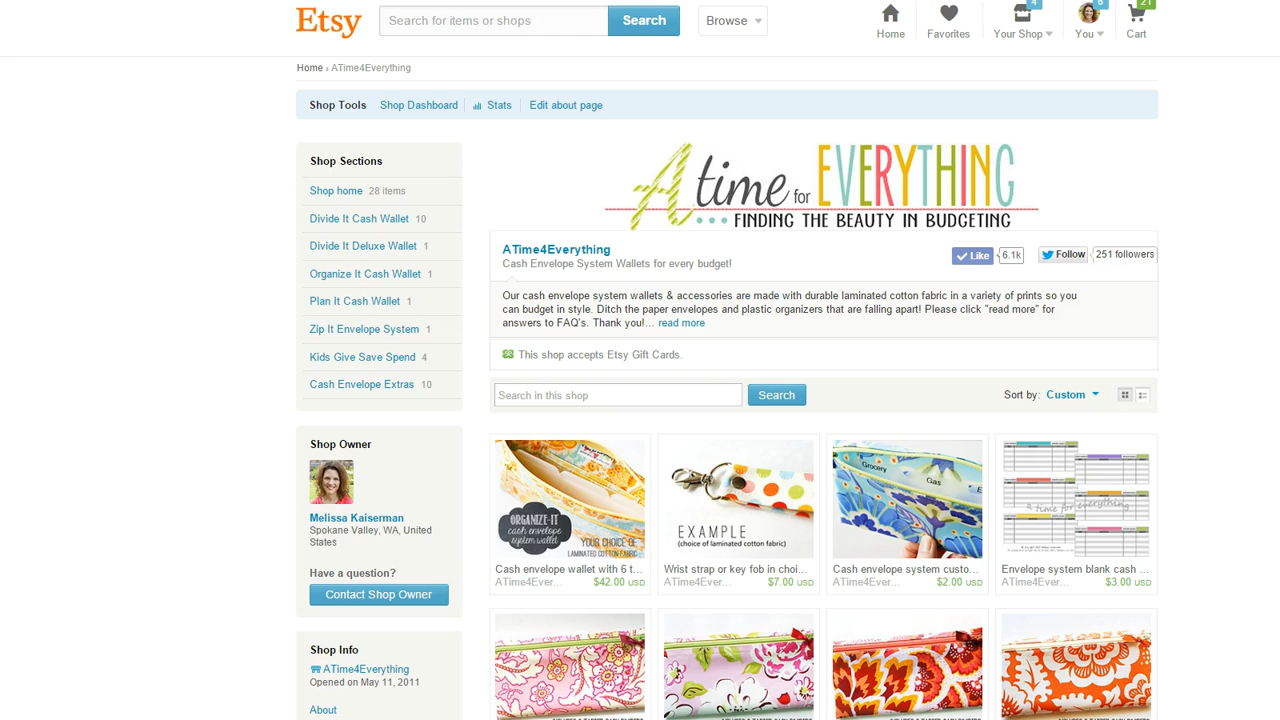 Etsy
Search for items or shops
Search
Browse
Home
Favorites
4
Your Shop
6
You
21
Cart
Home › ATime4Everything
Shop Tools Shop Dashboard Stats Edit about page
Shop Sections
Shop home 28 items
Divide It Cash Wallet 10
Divide It Deluxe Wallet 1
Organize It Cash Wallet 1
Plan It Cash Wallet 1
Zip It Envelope System 1
Kids Give Save Spend 4
Cash Envelope Extras 10
Shop Owner
Melissa Kaiserman
Spokane Valley, WA, United
States
Have a question?
Contact Shop Owner
Shop Info
ATime4Everything
Opened on May 11, 2011
About
A time for EVERYTHING
FINDING THE BEAUTY IN BUDGETING
ATime4Everything
Cash Envelope System Wallets for every budget!
Like 6.1k
Follow 251 followers
Our cash envelope system wallets & accessories are made with durable laminated cotton fabric in a variety of prints so you
can budget in style. Ditch the paper envelopes and plastic organizers that are falling apart! Please click "read more" for
answers to FAQ's. Thank you!... read more
This shop accepts Etsy Gift Cards.
Search in this shop
Search
Sort by: Custom
ORGANIZE-IT
cash envelope
system wallet
YOUR CHOICE OF
LAMINATED COTTON FABRIC
Cash envelope wallet with 6 t...
ATime4Ever... $42.00 USD
EXAMPLE
(choice of laminated cotton fabric)
Wrist strap or key fob in choi...
ATime4Ever... $7.00 USD
Grocery
Gas
E
Cash envelope system custo...
ATime4Ever... $2.00 USD
a time for everything
Envelope system blank cash ...
ATime4Ever... $3.00 USD